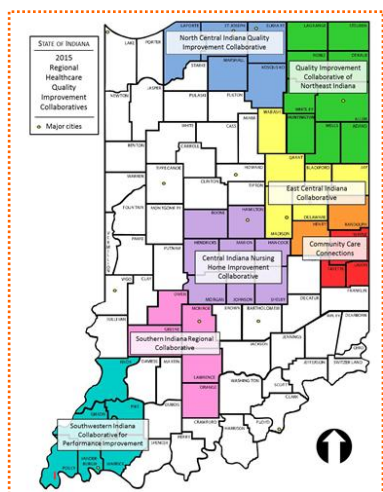 STATE OF INDIANA
2015
Regional
Healthcare
Quality
Improvement
Collaboratives
Major cities
LAPORTE
ST JOSEPH
ELKHART
LAGRANGE
STEUBEN
LAKE
PORTER
North Central Indiana Quality
Improvement Collaborative
NOBLE
DEKALB
STARKE
MARSHALL
KOSCIUSKO
Quality Improvement
Collaborative of
Northeast Indiana
JASPER
NEWTON
PULASKI
FULTON
WHITLEY
ALLEN
WABASH
HUNTINGTON
WHITE
CASS
MIAMI
WELLS
ADAMS
BENTON
CARROLL
GRANT
BLACKFORD
JAY
WARREN
TIPPECANOE
HOWARD
CLINTON
TIPTON
East Central Indiana
Collaborative
FOUNTAIN
MONTGOMERY
BOONE
HAMILTON
MADISON
DELAWARE
HENRY
RANDOLPH
PARKE
PUTNAM
HENDRICKS
MARION
HANCOCK
Community Care
Connections
Central Indiana Nursing
Home Improvement
Collaborative
FAYETTE
UNION
VIGO
CLAY
OWEN
MORGAN
JOHNSON
SHELBY
DECATUR
FRANKLIN
SULLIVAN
GREENE
MONROE
BROWN
BARTHOLOMEW
RIPLEY
DEARBORN
Southern Indiana Regional
Collaborative
JACKSON
JENNINGS
OHIO
KNOX
DAVIESS
MARTIN
LAWRENCE
JEFFERSON
SWITZERLAND
ORANGE
WASHINGTON
SCOTT
CLARK
GIBSON
PIKE
DUBOIS
CRAWFORD
HARRISON
FLOYD
Southwestern Indiana
Collaborative for
Performance Improvement
POSEY
VANDER
BURGH
WARRICK
SPENCER
PERRY